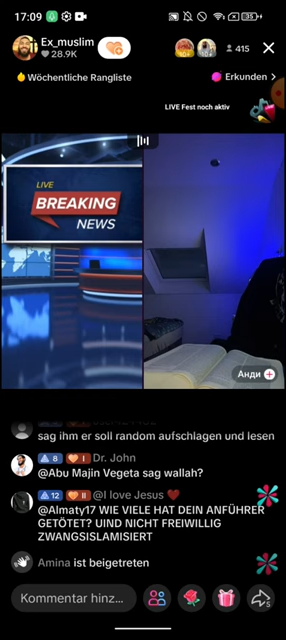 17:09
35
Ex_muslim
28.9K
415
Wöchentliche Rangliste
Erkunden >
LIVE Fest noch aktiv
LIVE
BREAKING
NEWS
Анди
sag ihm er soll random aufschlagen und lesen
8 I Dr. John
@Abu Majin Vegeta sag wallah?
12 II @I love Jesus
@Almaty17 WIE VIELE HAT DEIN ANFÜHRER
GETÖTET? UIND NICHT FREIWILLIG
ZWANGSISLAMISIERT
Amina ist beigetreten
Kommentar hinz...